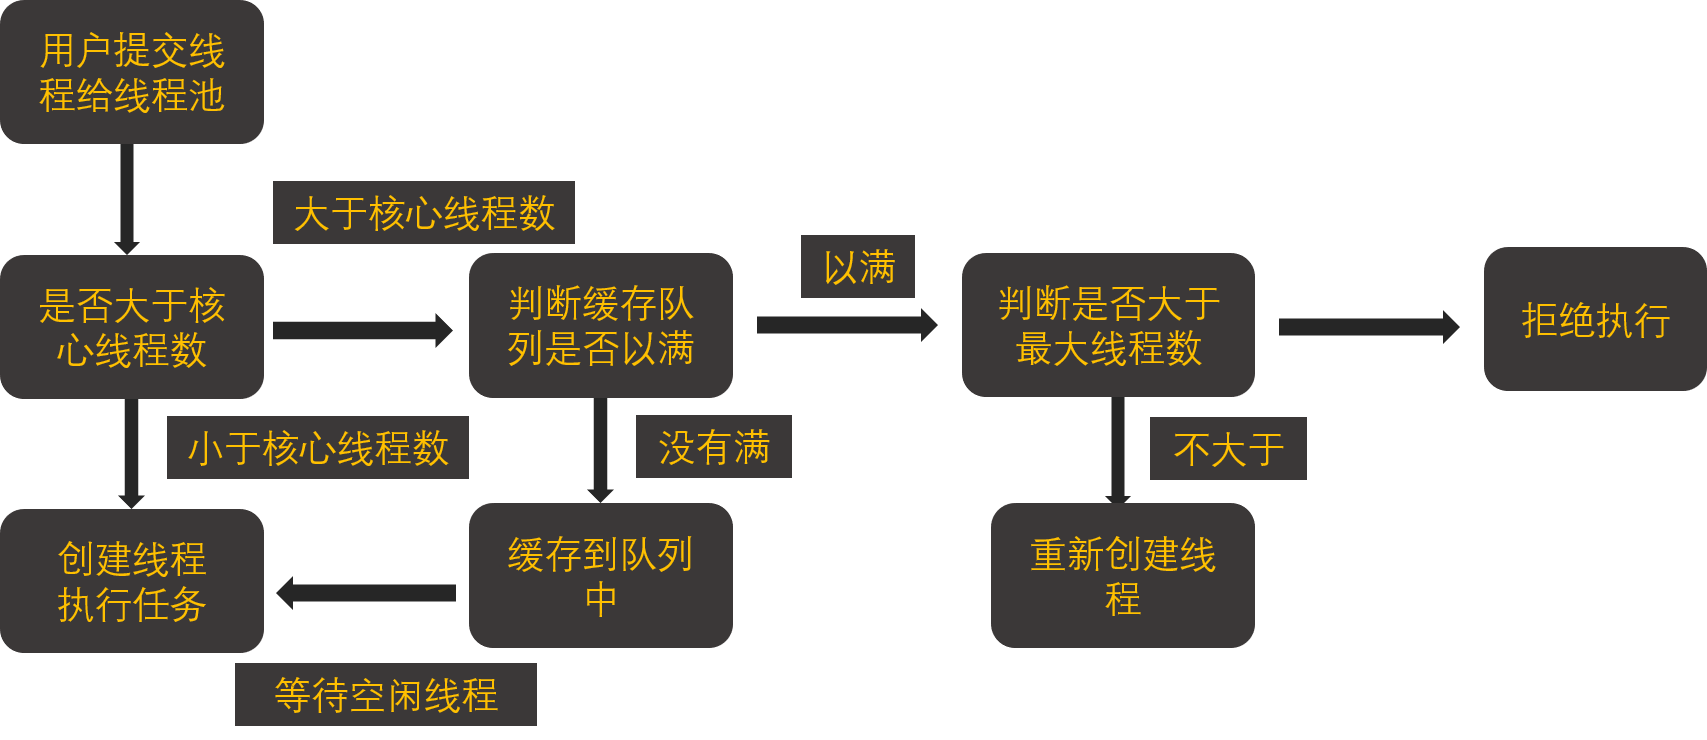 用户提交线
程给线程池
大于核心线程数
是否大于核
心线程数
判断缓存队
列是否以满
以满
判断是否大于
最大线程数
拒绝执行
小于核心线程数
没有满
不大于
创建线程
执行任务
缓存到队列
中
重新创建线
程
等待空闲线程